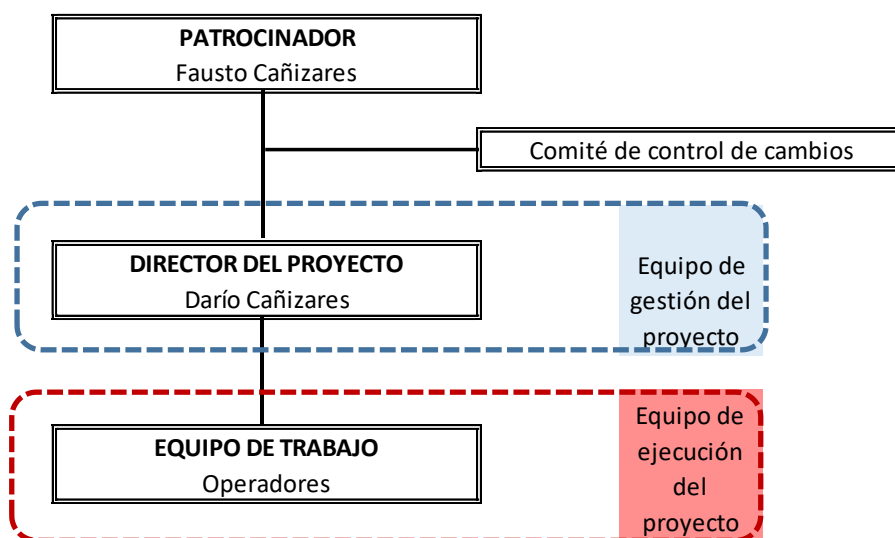 PATROCINADOR
Fausto Cañizares
Comité de control de cambios
DIRECTOR DEL PROYECTO
Darío Cañizares
Equipo de
gestión del
proyecto
EQUIPO DE TRABAJO
Operadores
Equipo de
ejecución
del
proyecto